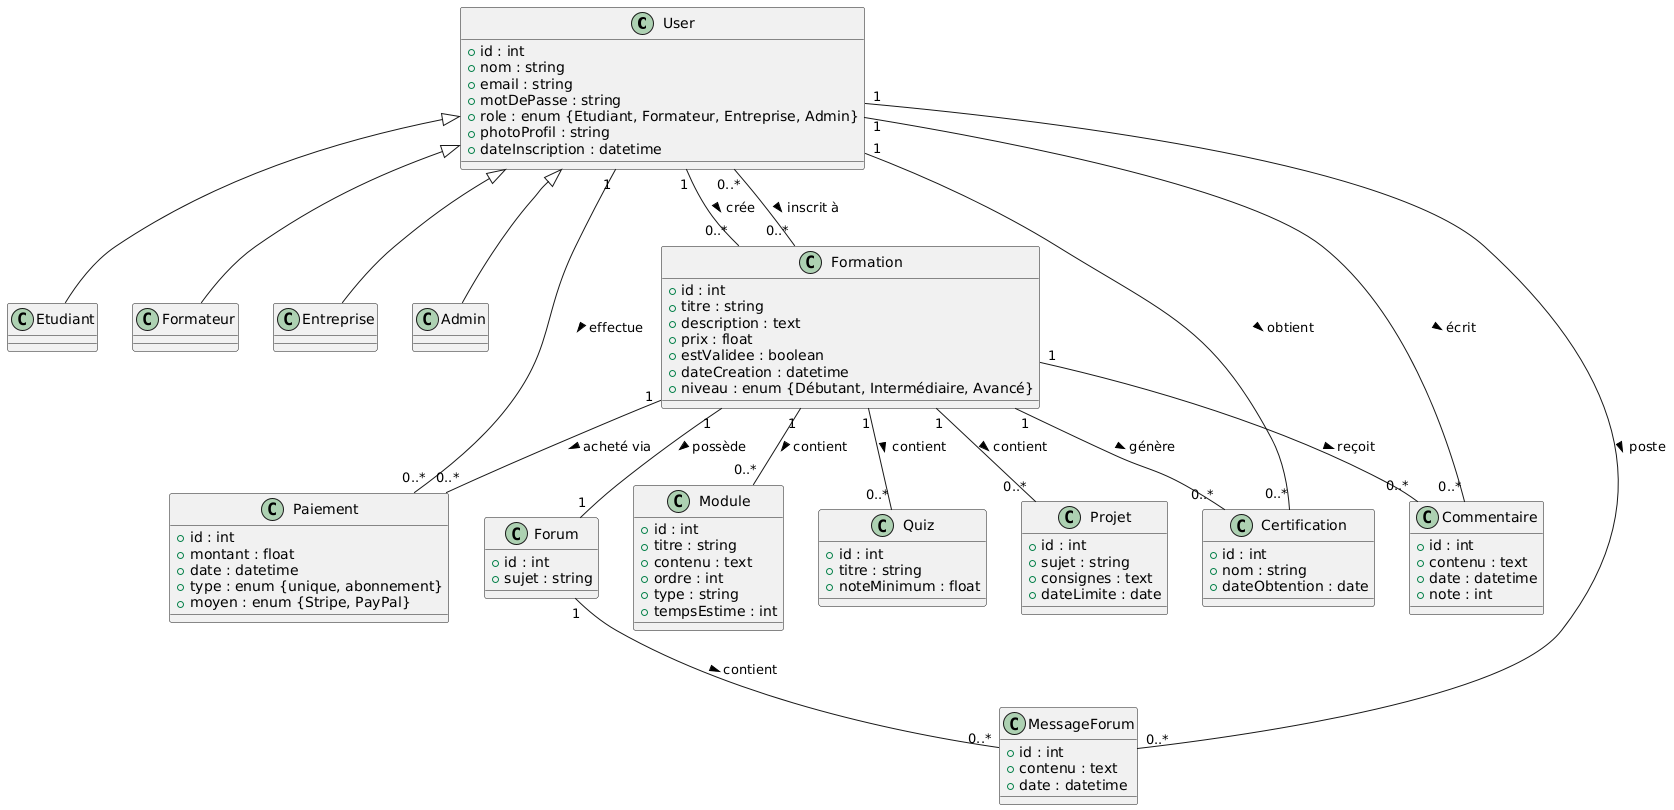 User
id : int
nom : string
email : string
motDePasse : string
role : enum {Etudiant, Formateur, Entreprise, Admin}
photoProfil : string
dateInscription : datetime
1
1
1
1
1
0..*
crée
inscrit à
0..*
0..*
Formation
id : int
titre : string
description : text
prix : float
estValidee : boolean
dateCreation : datetime
niveau : enum {Débutant, Intermédiaire, Avancé}
Etudiant
Formateur
Entreprise
Admin
effectue
obtient
écrit
1
1
1
1
1
1
1
1
acheté via
possède
contient
contient
contient
génère
reçoit
poste
0..*
0..*
1
0..*
0..*
0..*
0..*
0..*
0..*
0..*
Paiement
id : int
montant : float
date : datetime
type : enum {unique, abonnement}
moyen : enum {Stripe, PayPal}
Forum
id : int
sujet : string
Module
id : int
titre : string
contenu : text
ordre : int
type : string
tempsEstime : int
Quiz
id : int
titre : string
noteMinimum : float
Projet
id : int
sujet : string
consignes : text
dateLimite : date
Certification
id : int
nom : string
dateObtention : date
Commentaire
id : int
contenu : text
date : datetime
note : int
1
contient
0..*
0..*
MessageForum
id : int
contenu : text
date : datetime